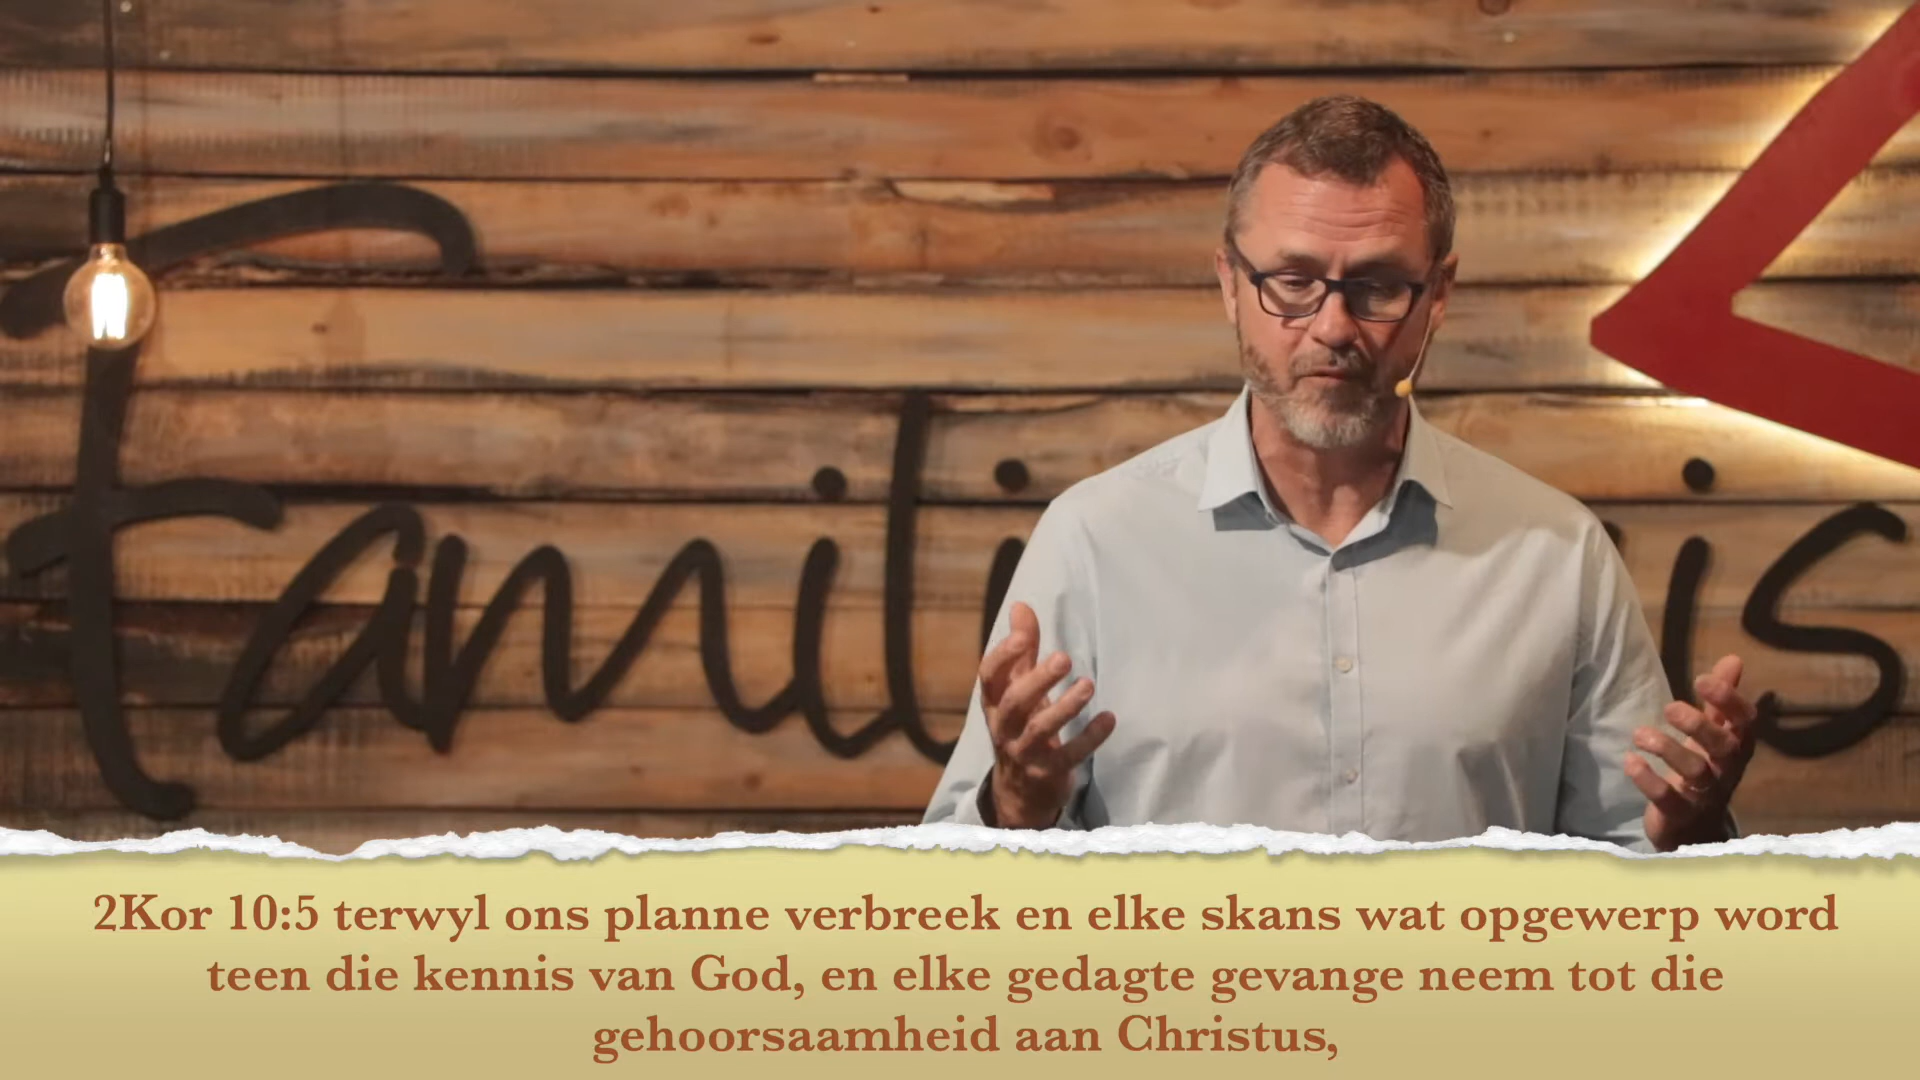 2Kor 10:5 terwyl ons planne verbreek en elke skans wat opgewerp word
teen die kennis van God, en elke gedagte gevange neem tot die
gehoorsaamheid aan Christus,